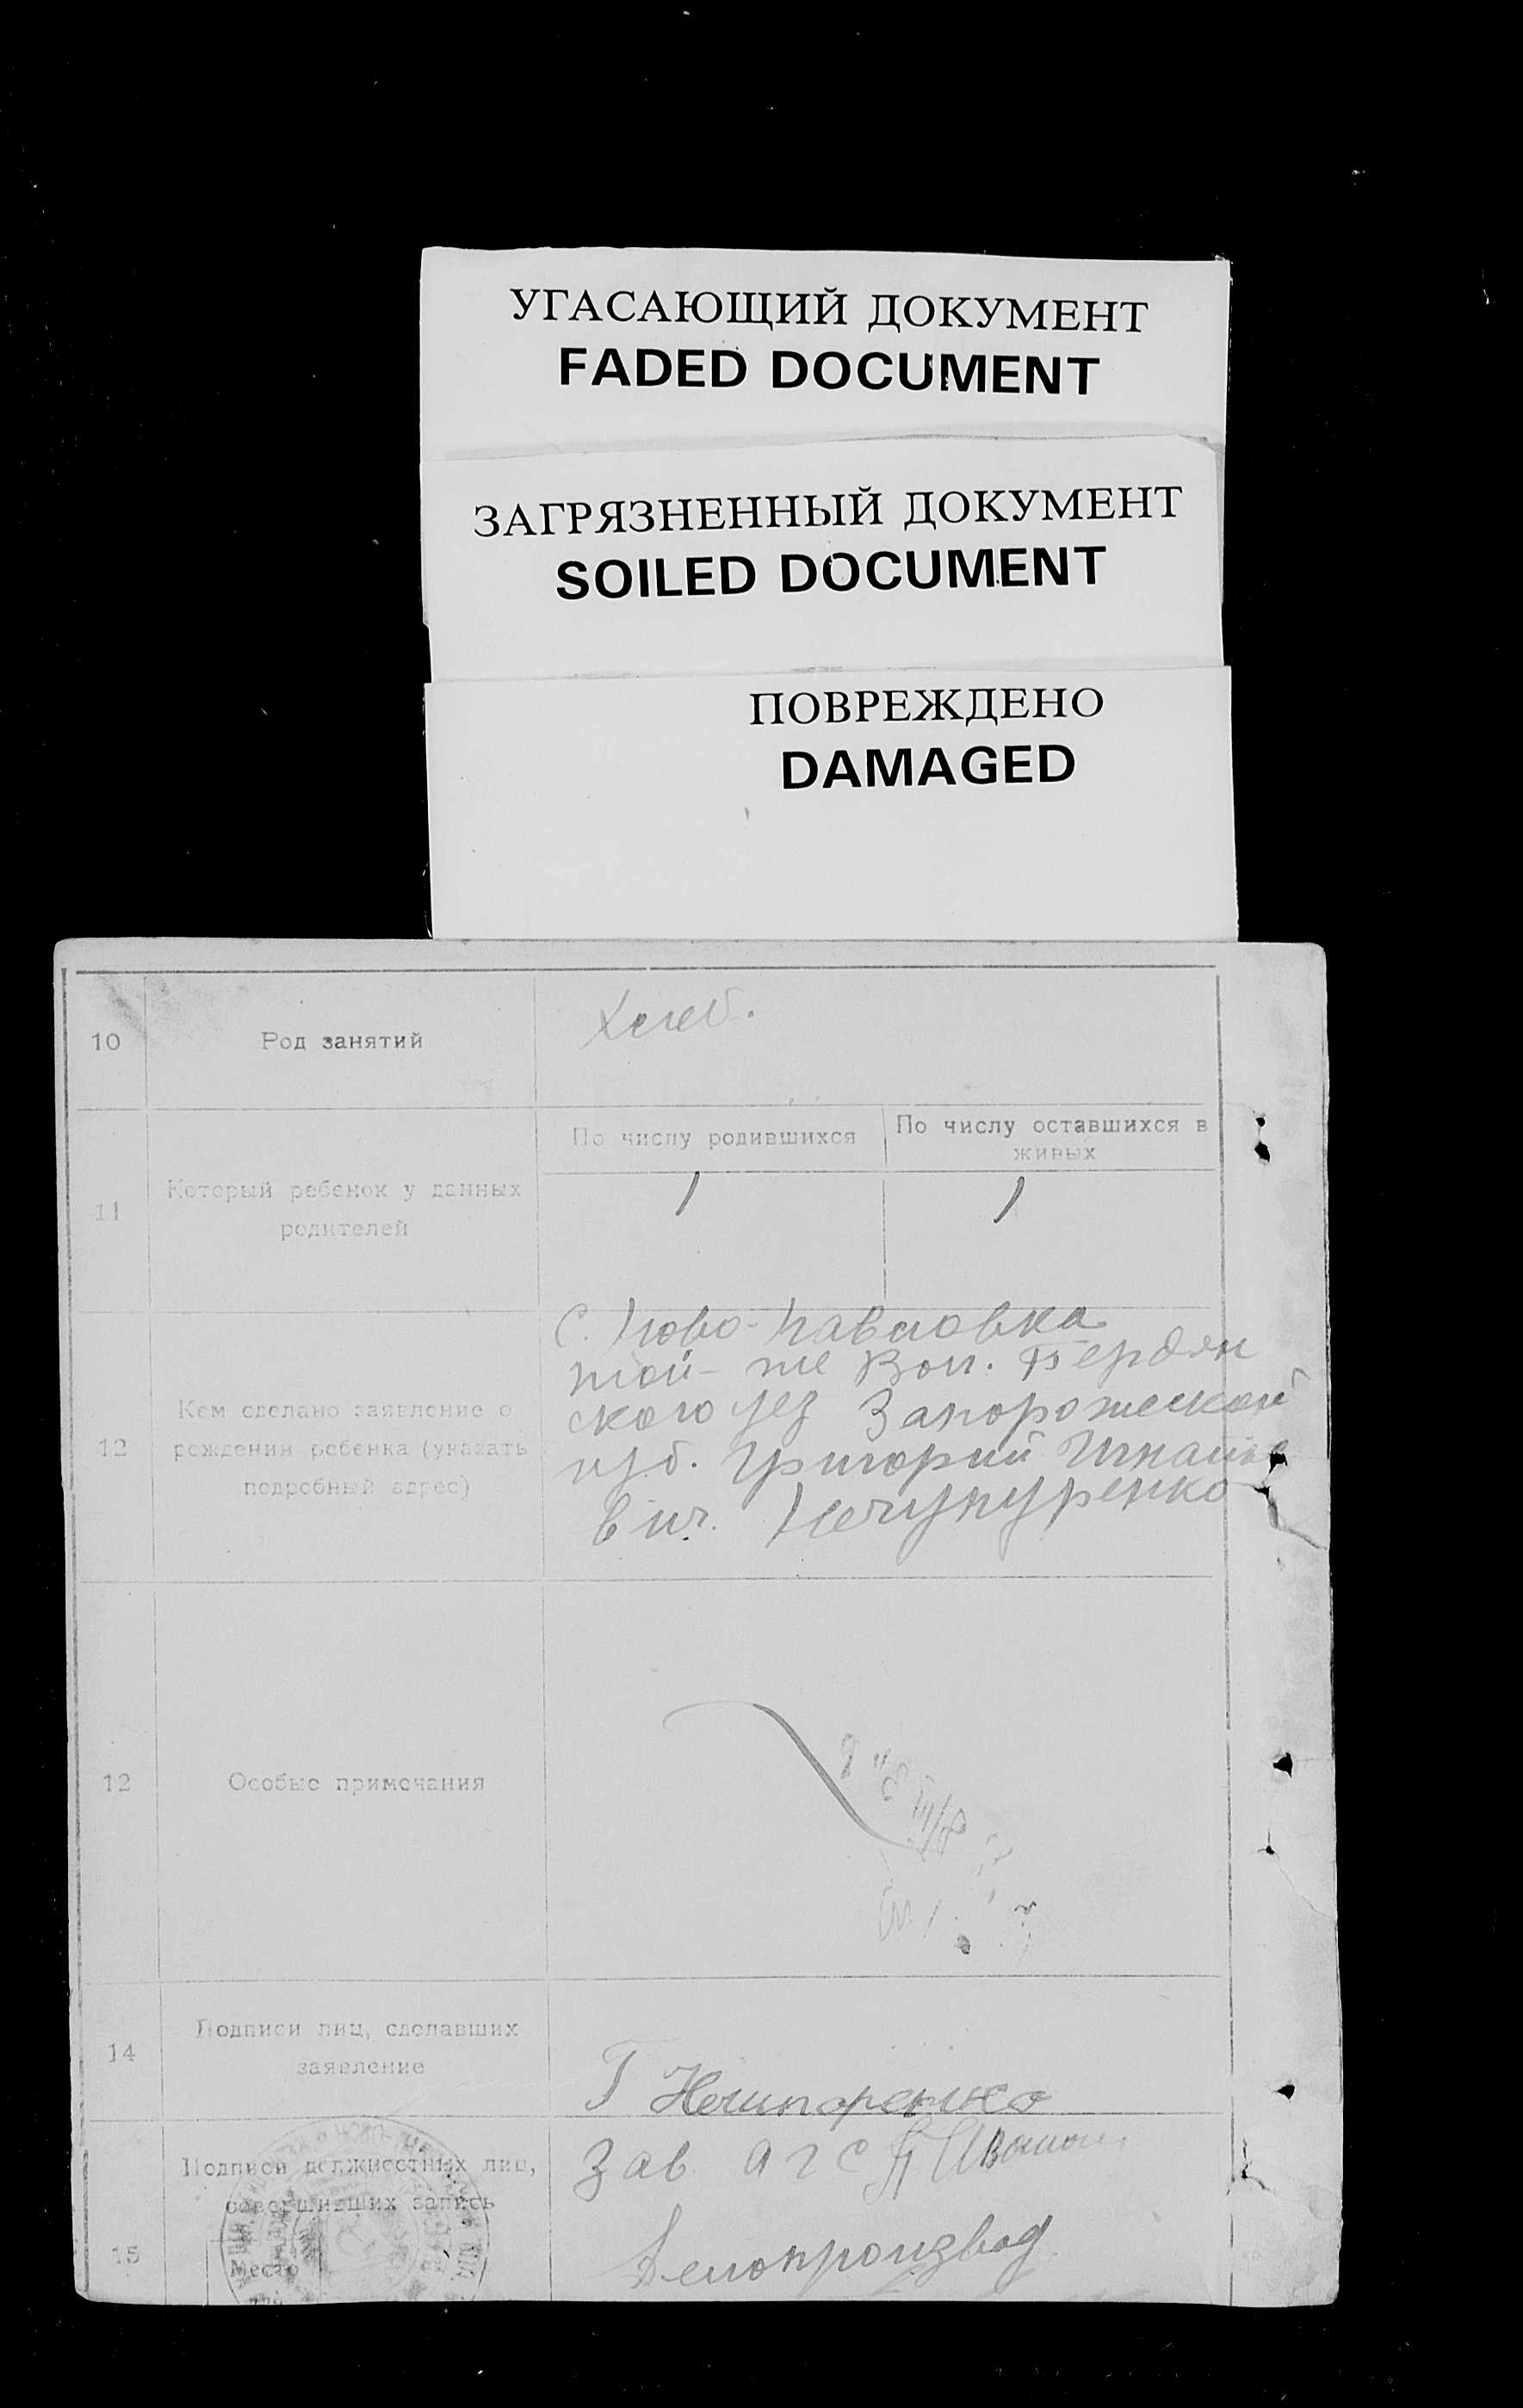 УГАСАЮЩИЙ ДОКУМЕНТ
FADED DOCUMENT
ЗАГРЯЗНЕННЫЙ ДОКУМЕНТ
SOILED DOCUMENT
ПОВРЕЖДЕНО
DAMAGED
10
Род занятий
Хлеб.
11
Который ребенок у данных
родителей
По числу родившихся
По числу оставшихся в
живых
1
1
12
Кем сделано заявление о
рождении ребенка (указать
подробный адрес)
С. Ново-Павловка
той-же Вол. Бердян
ского уез Запорожской
губ. Григорий Игнатье
вич. Нечупуренко
12
Особые примечания
14
Подписи лиц, сделавших
заявление
Г Нечипоренко
15
Подписи должностных лиц,
совершивших запись
Место
для
Зав АГС
Делопроизвод